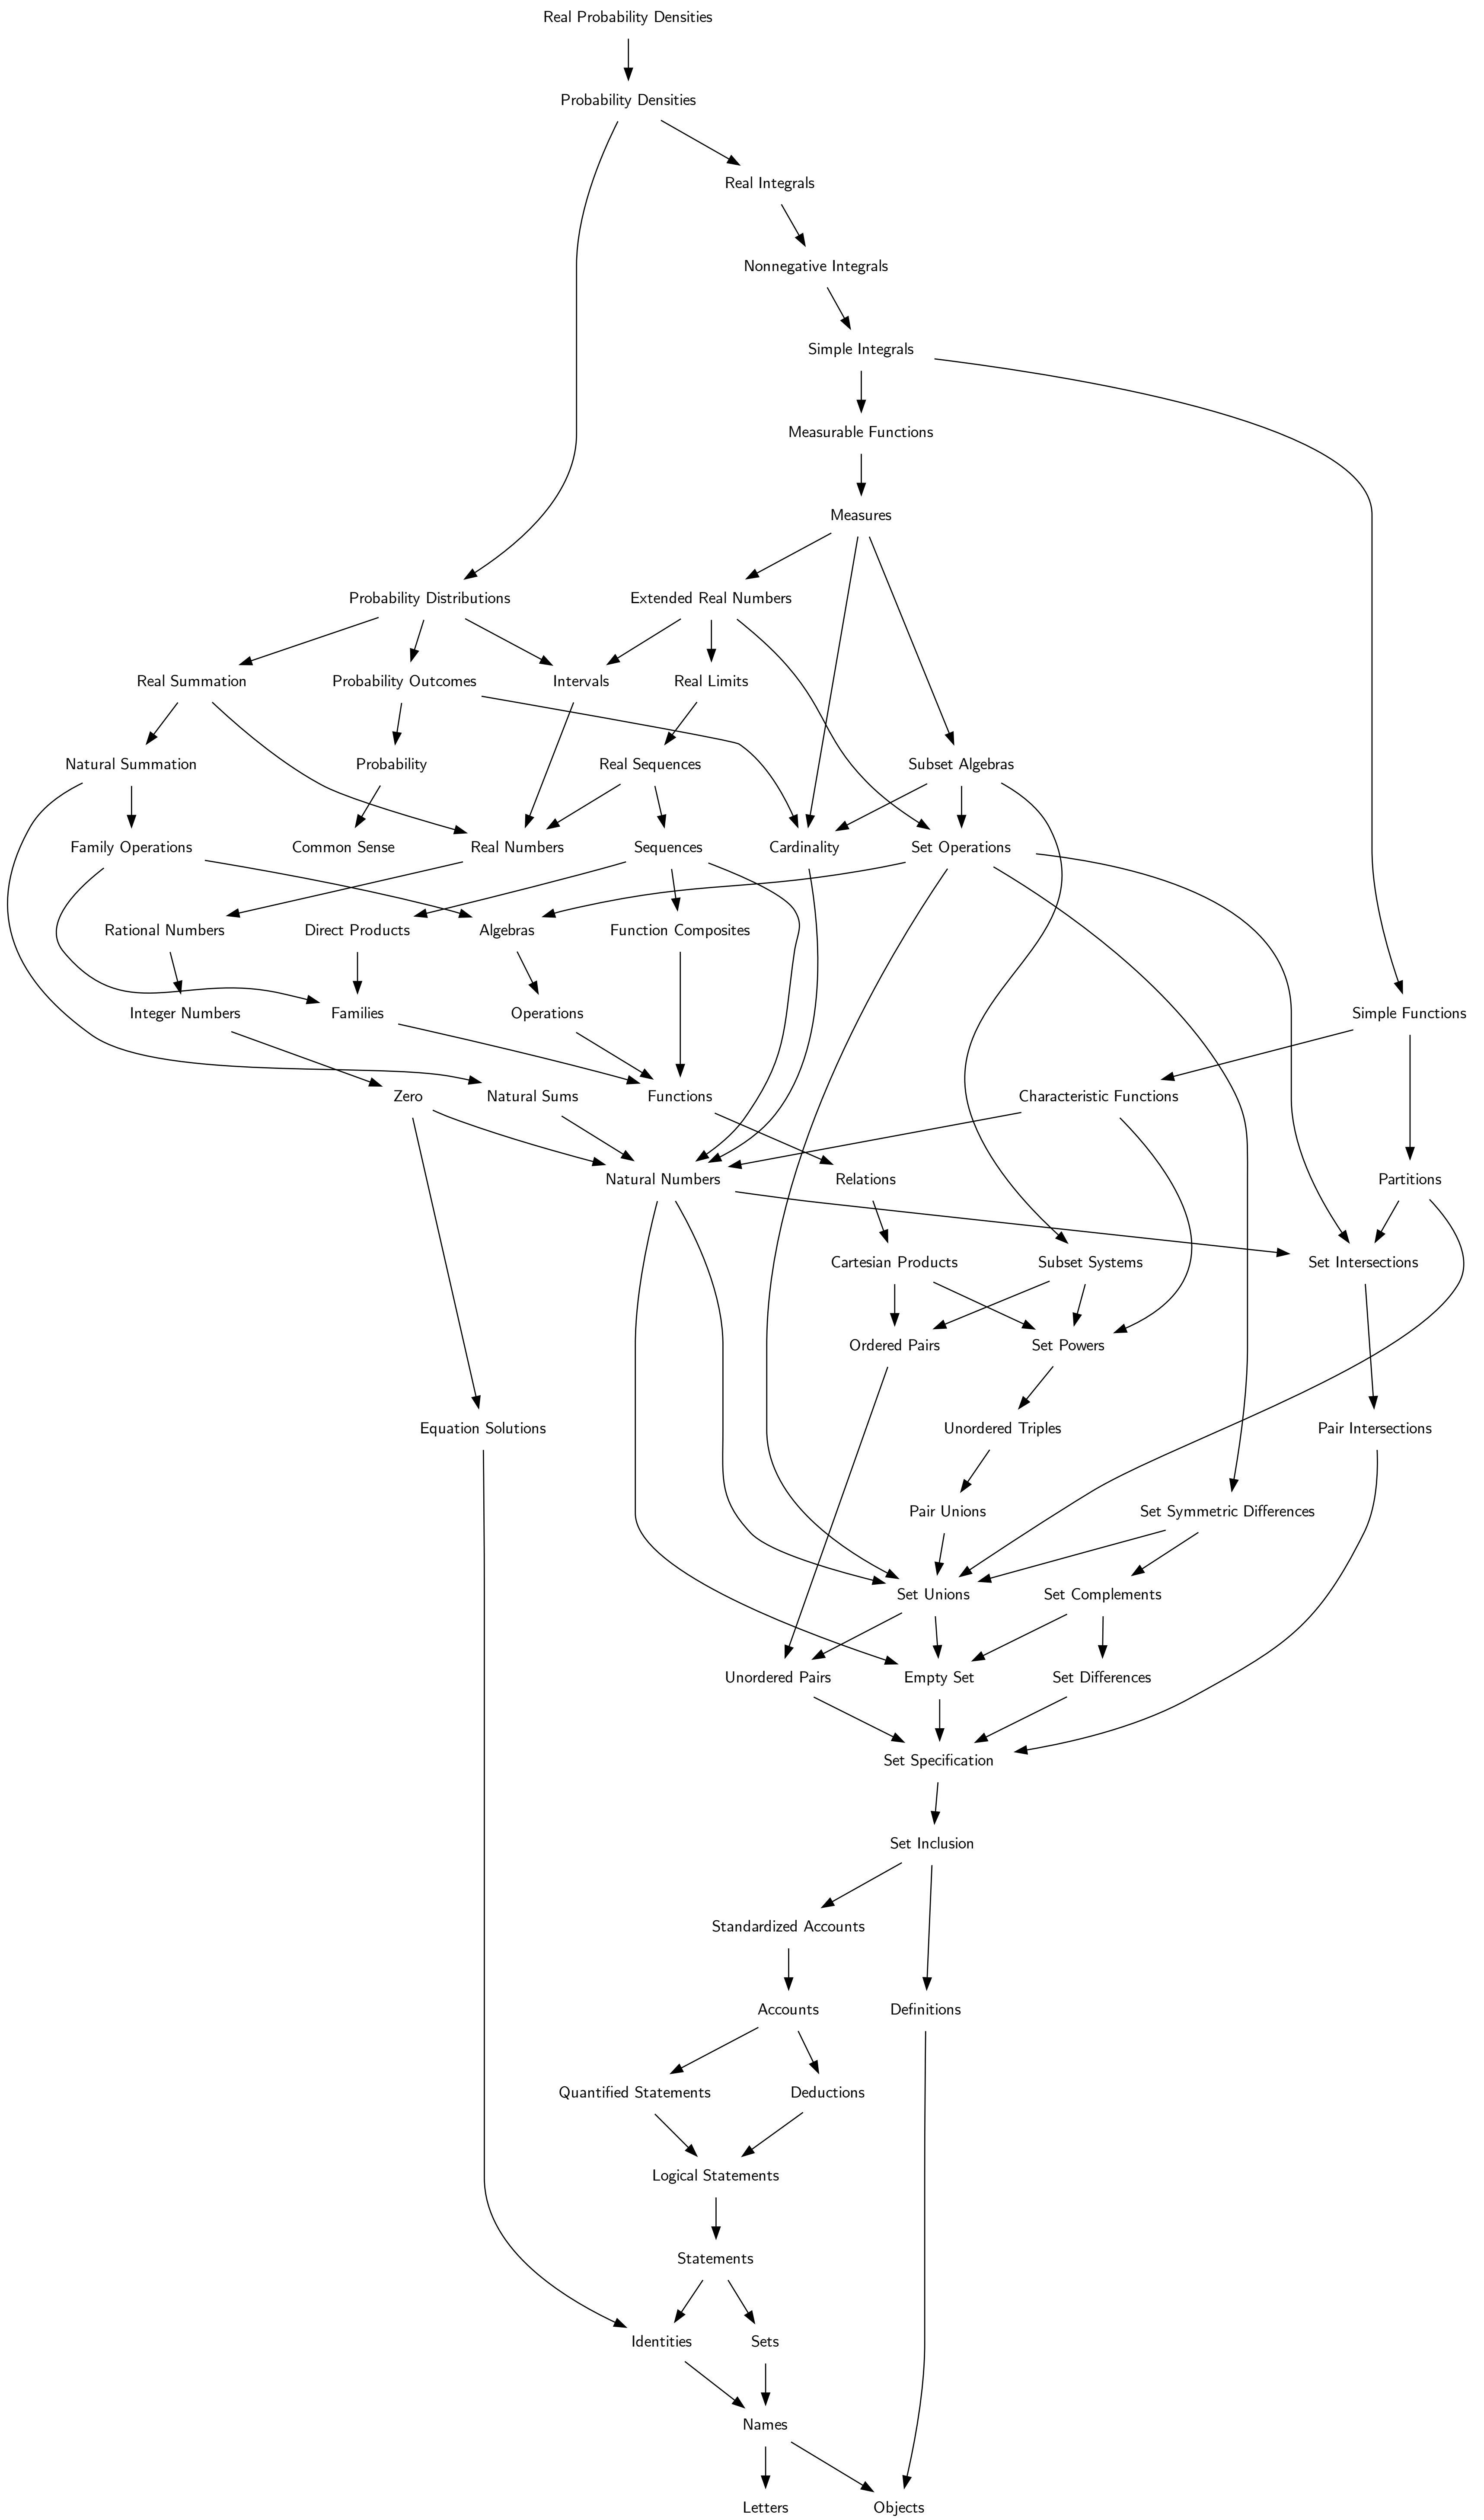 Real Probability Densities
Probability Densities
Real Integrals
Nonnegative Integrals
Simple Integrals
Measurable Functions
Measures
Probability Distributions
Extended Real Numbers
Real Summation
Probability Outcomes
Intervals
Real Limits
Natural Summation
Probability
Real Sequences
Subset Algebras
Family Operations
Common Sense
Real Numbers
Sequences
Cardinality
Set Operations
Rational Numbers
Direct Products
Algebras
Function Composites
Integer Numbers
Families
Operations
Simple Functions
Zero
Natural Sums
Functions
Characteristic Functions
Natural Numbers
Relations
Partitions
Cartesian Products
Subset Systems
Set Intersections
Ordered Pairs
Set Powers
Equation Solutions
Unordered Triples
Pair Intersections
Pair Unions
Set Symmetric Differences
Set Unions
Set Complements
Unordered Pairs
Empty Set
Set Differences
Set Specification
Set Inclusion
Standardized Accounts
Accounts
Definitions
Quantified Statements
Deductions
Logical Statements
Statements
Identities
Sets
Names
Letters
Objects